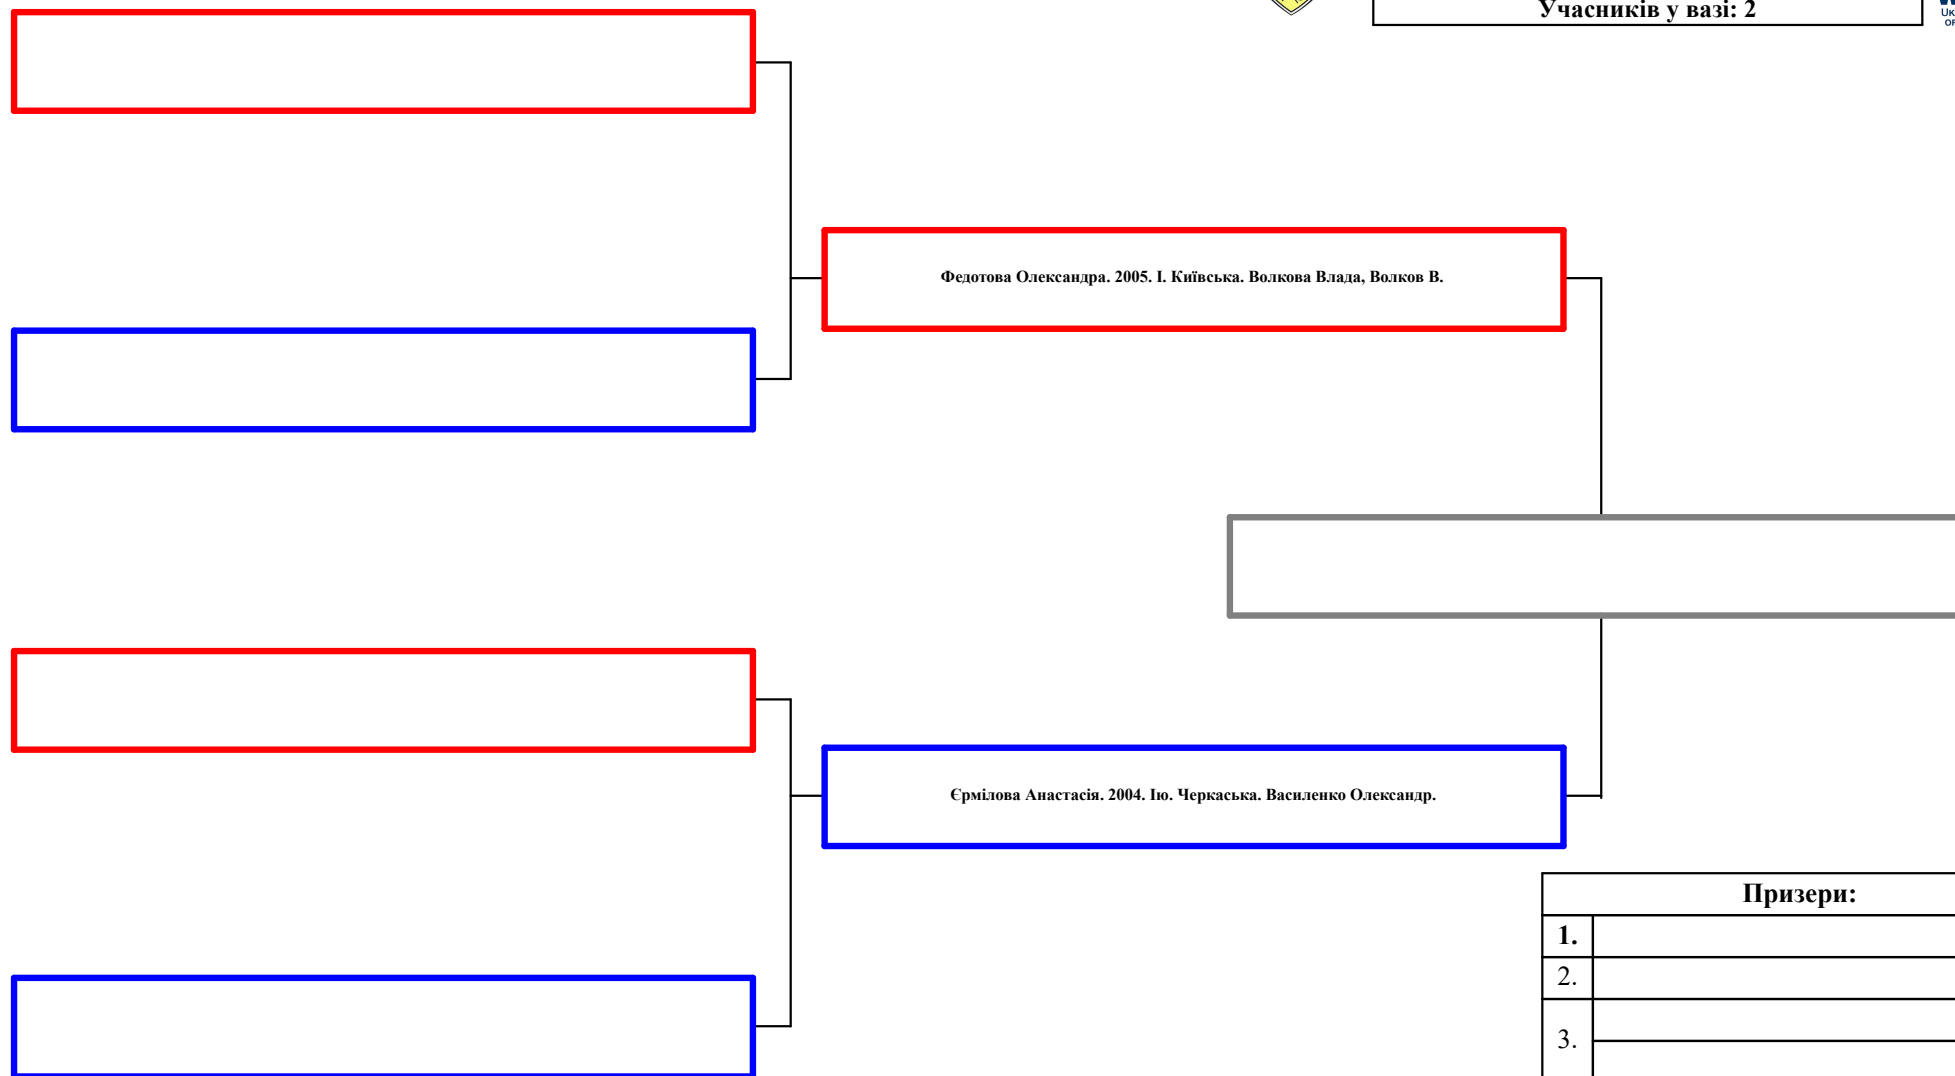 Учасників у вазі: 2
Федотова Олександра. 2005. І. Київська. Волкова Влада, Волков В.
Єрмілова Анастасія. 2004. Ію. Черкаська. Василенко Олександр.
Призери:
1.
2.
3.